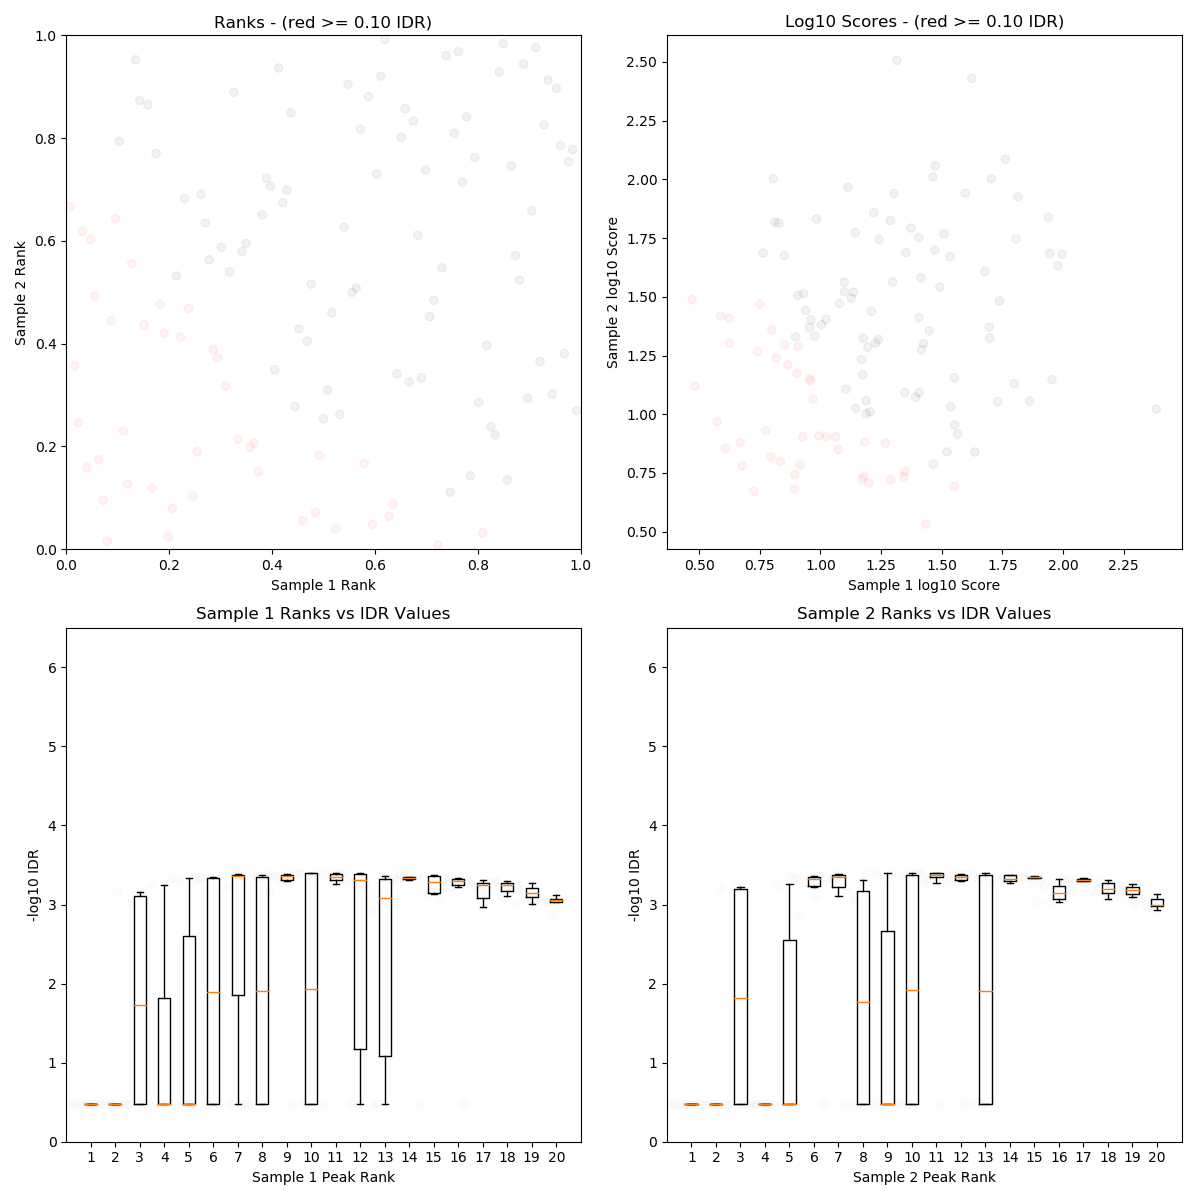 Ranks - (red >= 0.10 IDR)
1.0
0.8
0.6
0.4
0.2
0.0
Sample 2 Rank
0.0 0.2 0.4 0.6 0.8 1.0
Sample 1 Rank
Log10 Scores - (red >= 0.10 IDR)
2.50
2.25
2.00
1.75
1.50
1.25
1.00
0.75
0.50
Sample 2 log10 Score
0.50 0.75 1.00 1.25 1.50 1.75 2.00 2.25
Sample 1 log10 Score
Sample 1 Ranks vs IDR Values
6
5
4
3
2
1
0
-log10 IDR
1 2 3 4 5 6 7 8 9 10 11 12 13 14 15 16 17 18 19 20
Sample 1 Peak Rank
Sample 2 Ranks vs IDR Values
6
5
4
3
2
1
0
-log10 IDR
1 2 3 4 5 6 7 8 9 10 11 12 13 14 15 16 17 18 19 20
Sample 2 Peak Rank